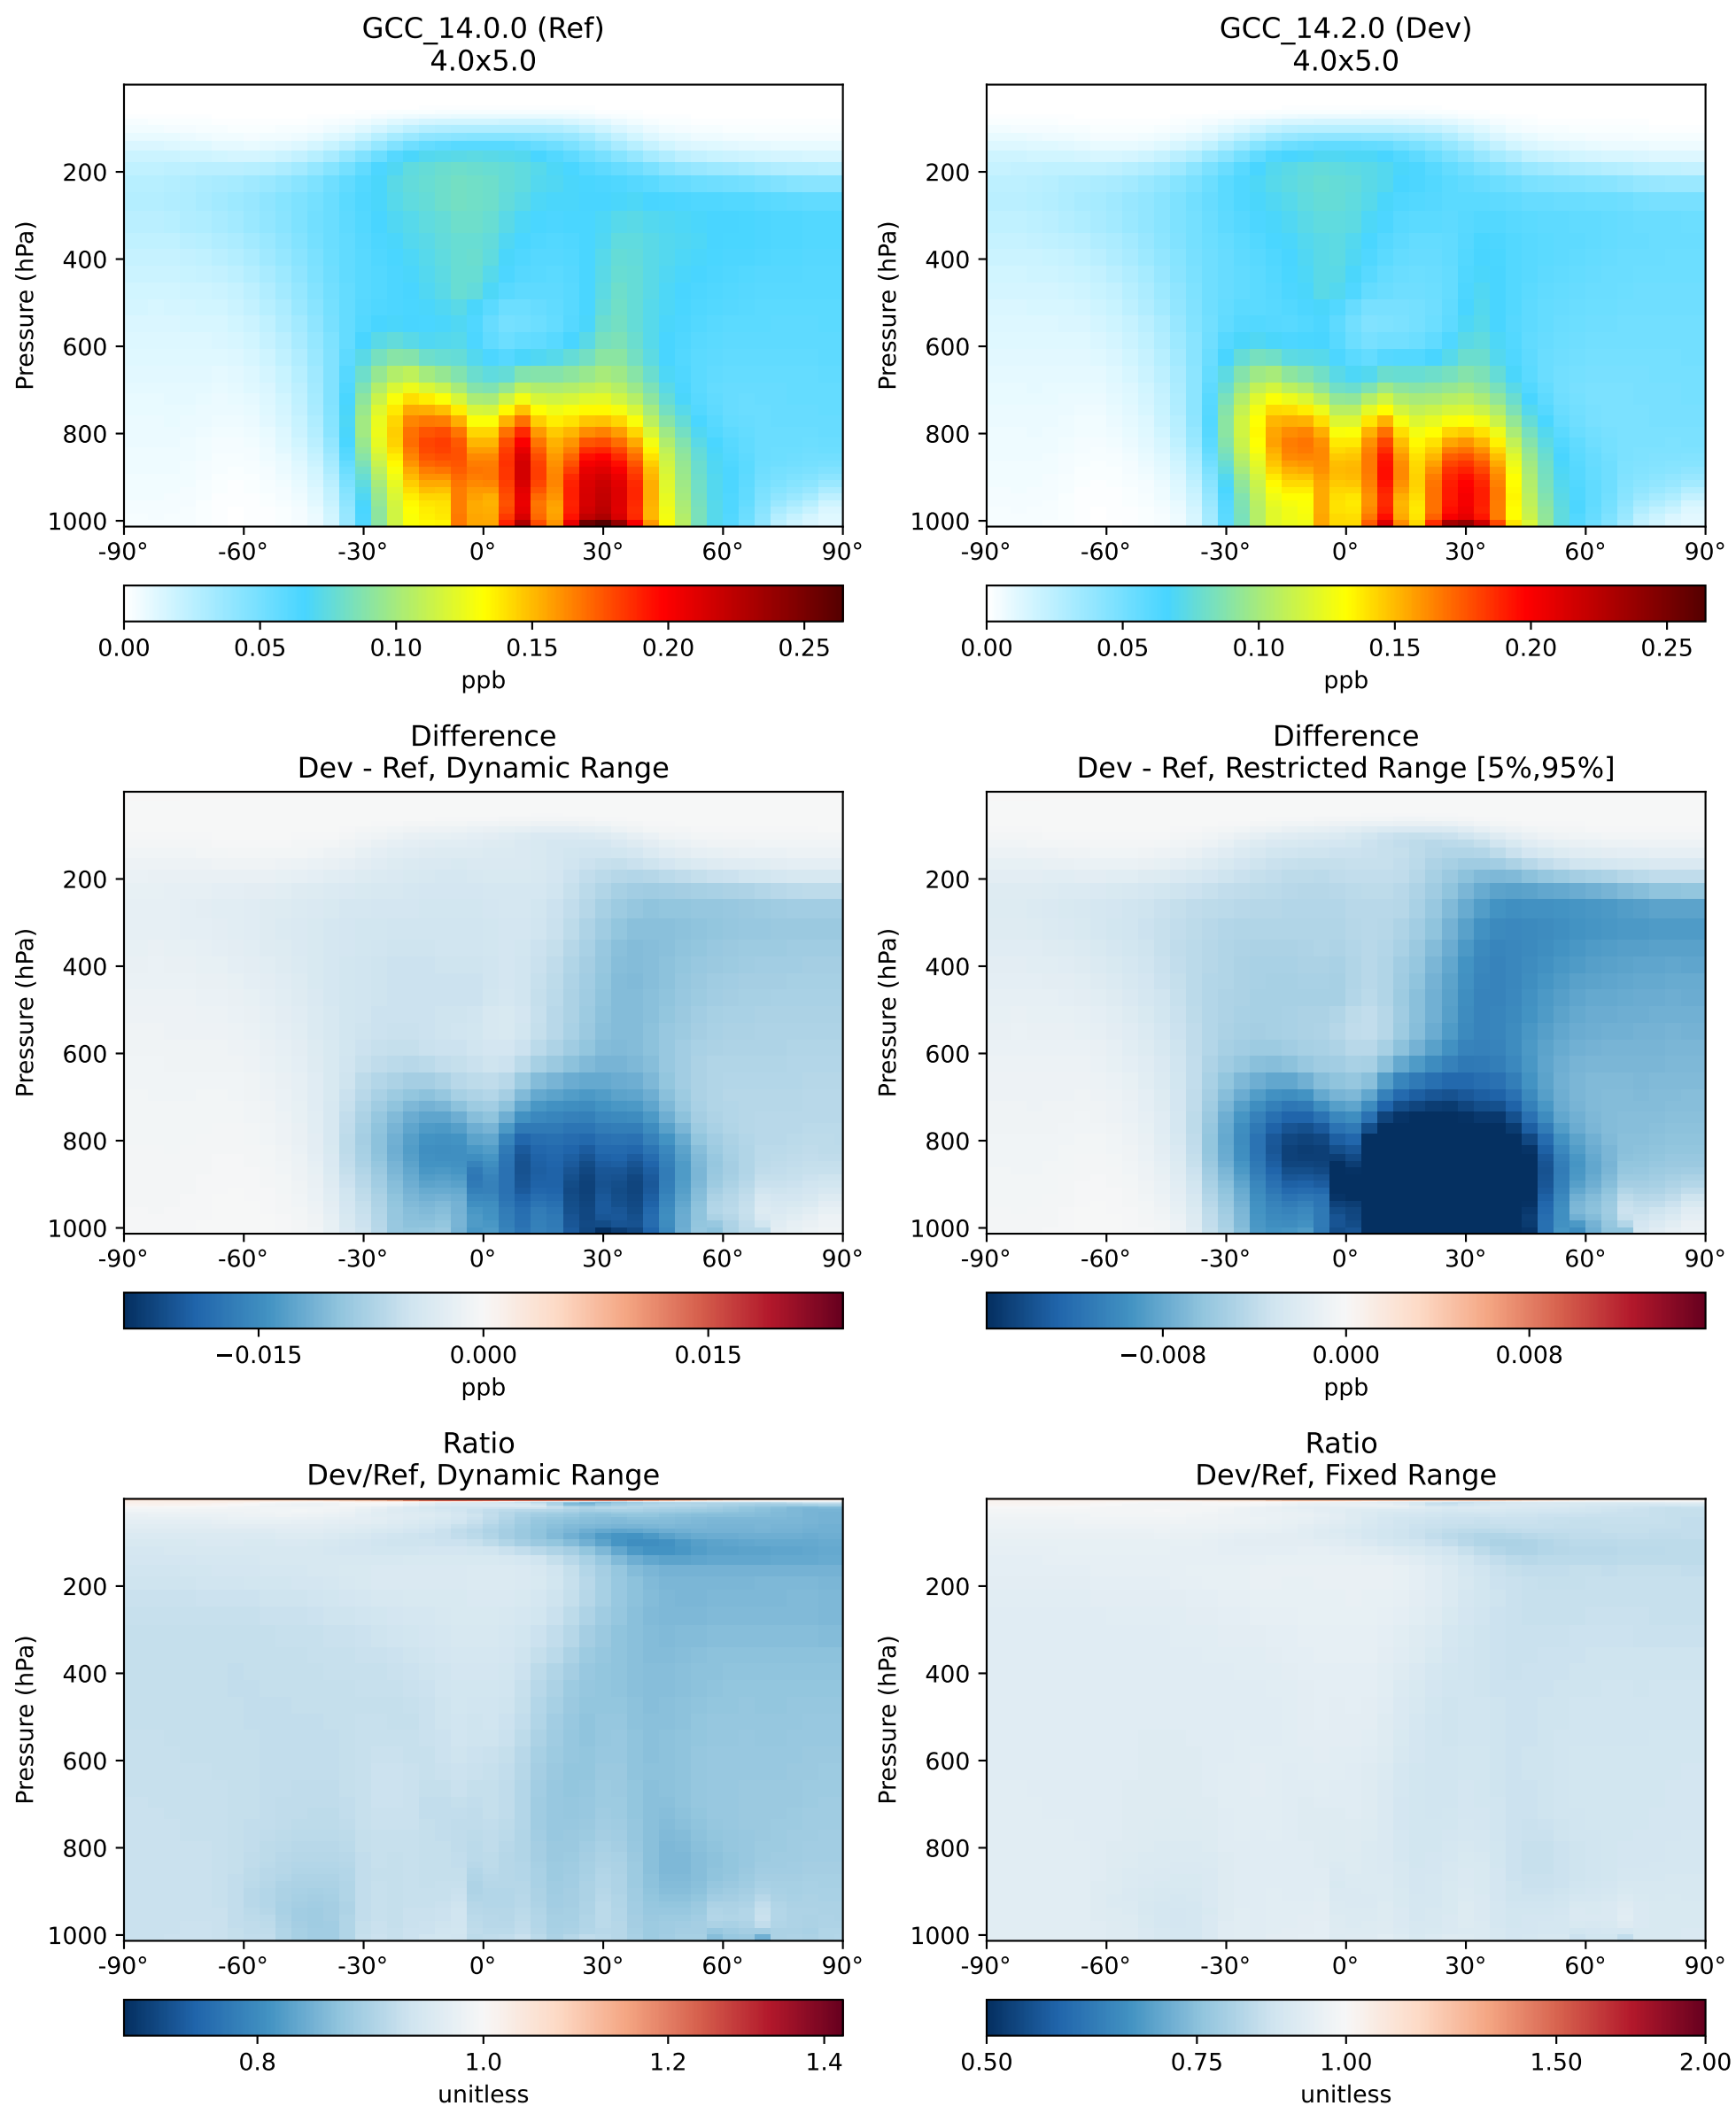 GCC_14.0.0 (Ref)
4.0x5.0
Pressure (hPa)
200
400
600
800
1000
-90° -60° -30° 0° 30° 60° 90°
0.00 0.05 0.10 0.15 0.20 0.25
ppb
GCC_14.2.0 (Dev)
4.0x5.0
Pressure (hPa)
200
400
600
800
1000
-90° -60° -30° 0° 30° 60° 90°
0.00 0.05 0.10 0.15 0.20 0.25
ppb
Difference
Dev - Ref, Dynamic Range
Pressure (hPa)
200
400
600
800
1000
-90° -60° -30° 0° 30° 60° 90°
−0.015 0.000 0.015
ppb
Difference
Dev - Ref, Restricted Range [5%,95%]
Pressure (hPa)
200
400
600
800
1000
-90° -60° -30° 0° 30° 60° 90°
−0.008 0.000 0.008
ppb
Ratio
Dev/Ref, Dynamic Range
Pressure (hPa)
200
400
600
800
1000
-90° -60° -30° 0° 30° 60° 90°
0.8 1.0 1.2 1.4
unitless
Ratio
Dev/Ref, Fixed Range
Pressure (hPa)
200
400
600
800
1000
-90° -60° -30° 0° 30° 60° 90°
0.50 0.75 1.00 1.50 2.00
unitless